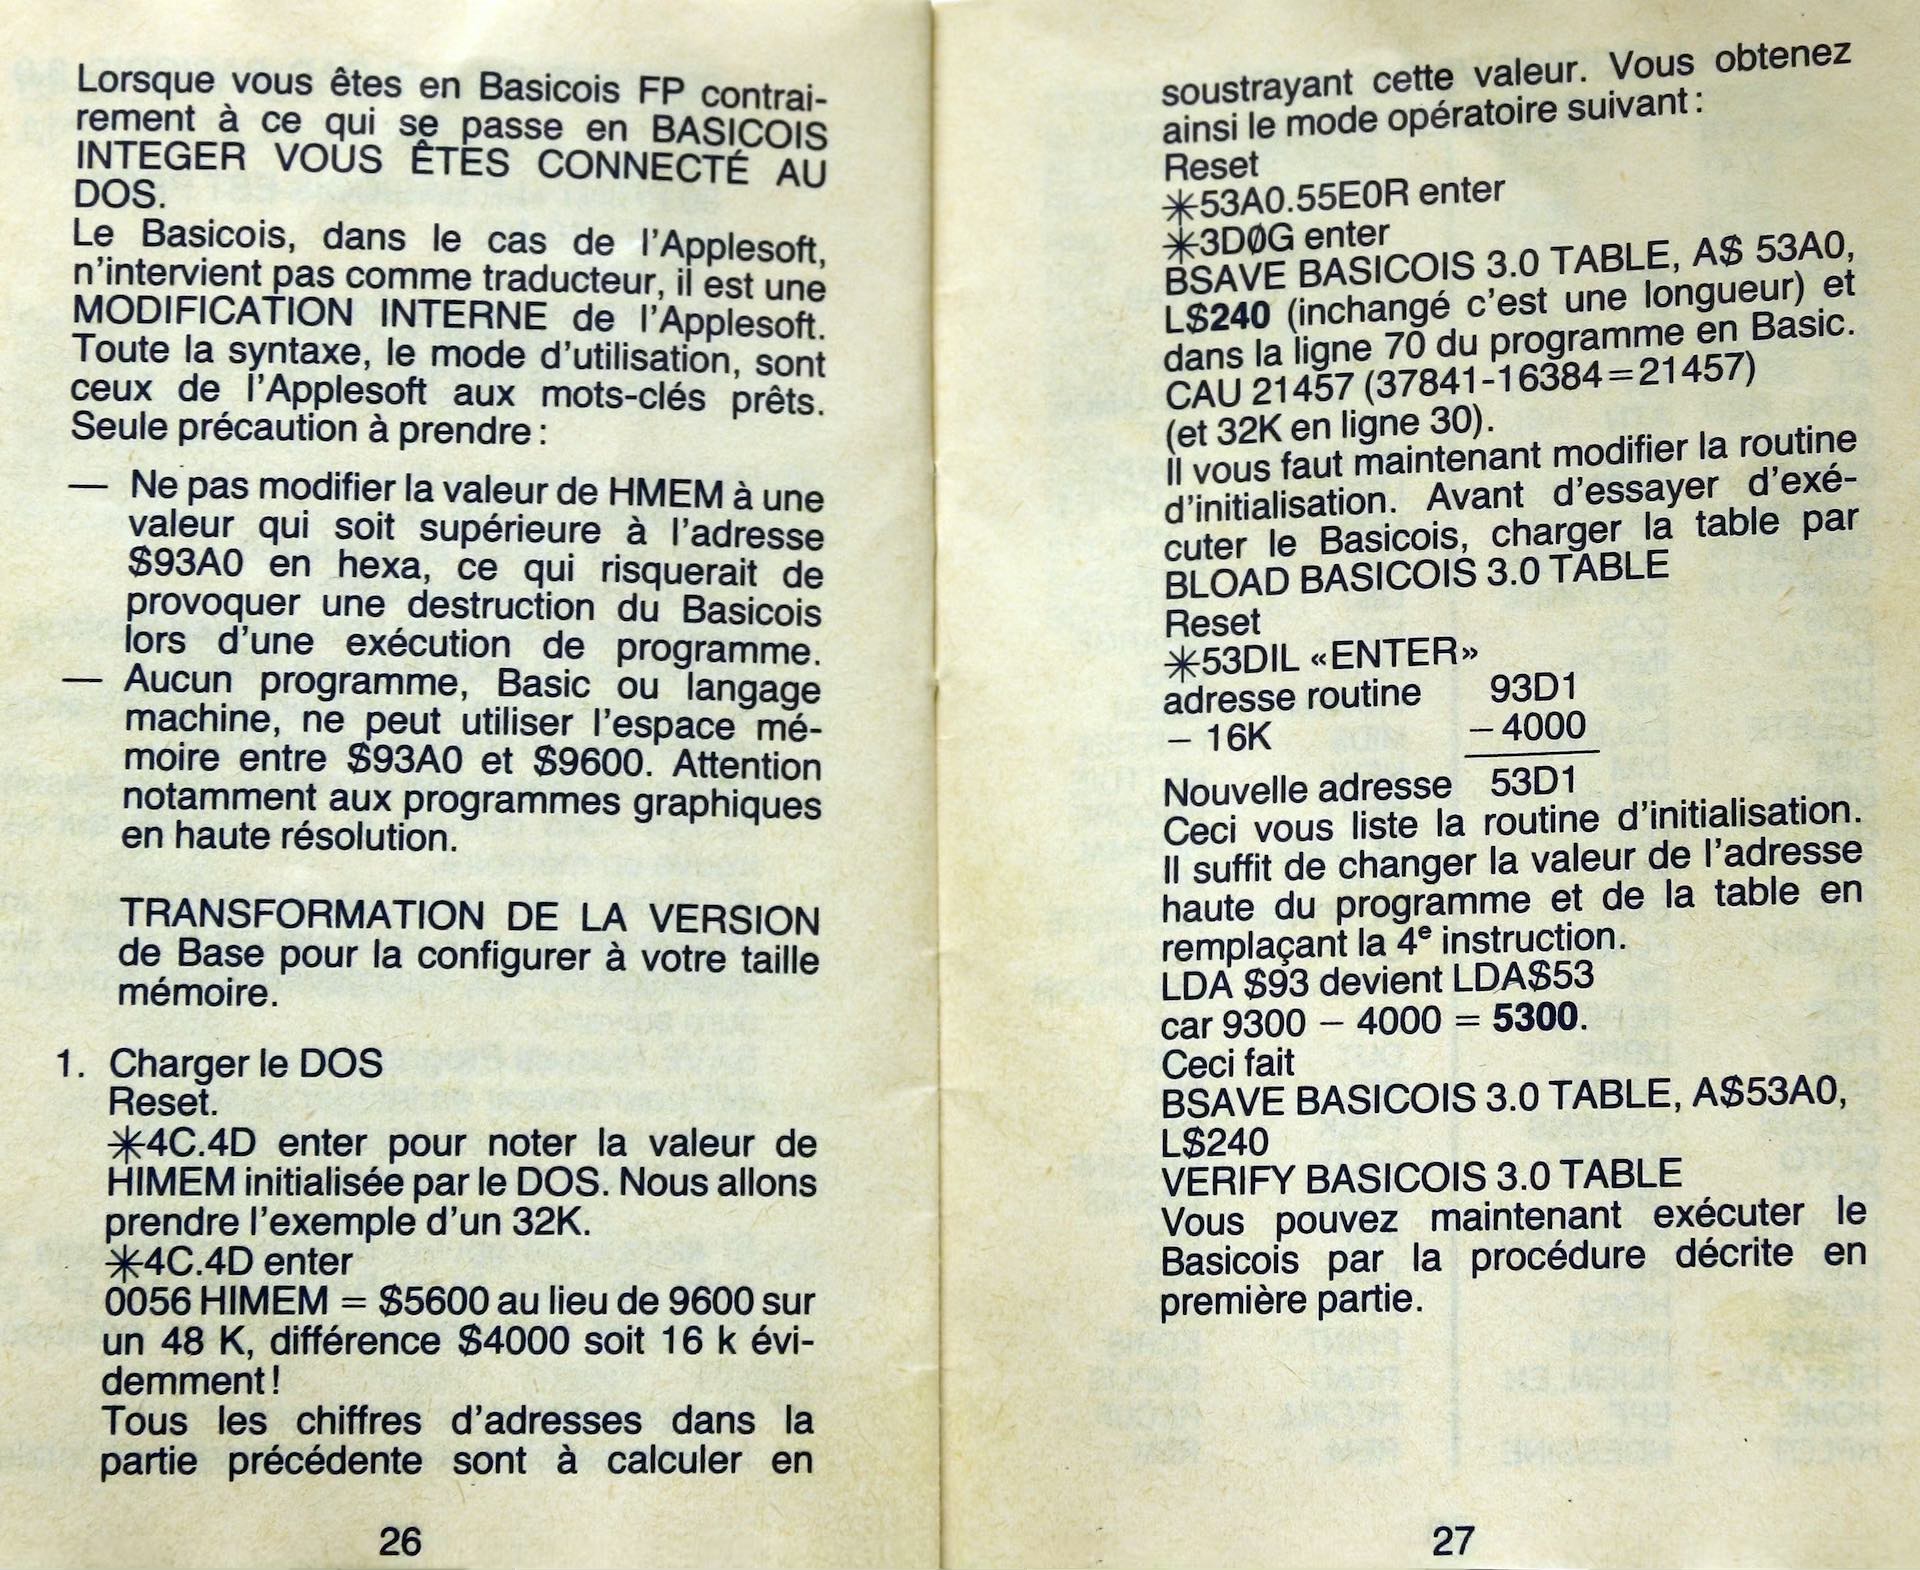 Lorsque vous êtes en Basicois FP contrai-
rement à ce qui se passe en BASICOIS
INTEGER VOUS ÊTES CONNECTÉ AU
DOS.
Le Basicois, dans le cas de l'Applesoft,
n'intervient pas comme traducteur, il est une
MODIFICATION INTERNE de l'Applesoft.
Toute la syntaxe, le mode d'utilisation, sont
ceux de l'Applesoft aux mots-clés prêts.
Seule précaution à prendre :
— Ne pas modifier la valeur de HMEM à une
valeur qui soit supérieure à l'adresse
$93A0 en hexa, ce qui risquerait de
provoquer une destruction du Basicois
lors d'une exécution de programme.
— Aucun programme, Basic ou langage
machine, ne peut utiliser l'espace mé-
moire entre $93A0 et $9600. Attention
notamment aux programmes graphiques
en haute résolution.
TRANSFORMATION DE LA VERSION
de Base pour la configurer à votre taille
mémoire.
1. Charger le DOS
Reset.
✳4C.4D enter pour noter la valeur de
HIMEM initialisée par le DOS. Nous allons
prendre l'exemple d'un 32K.
✳4C.4D enter
0056 HIMEM = $5600 au lieu de 9600 sur
un 48 K, différence $4000 soit 16 k évi-
demment !
Tous les chiffres d'adresses dans la
partie précédente sont à calculer en
26
soustrayant cette valeur. Vous obtenez
ainsi le mode opératoire suivant :
Reset
✳53A0.55E0R enter
✳3DØG enter
BSAVE BASICOIS 3.0 TABLE, A$ 53A0,
L$240 (inchangé c'est une longueur) et
dans la ligne 70 du programme en Basic.
CAU 21457 (37841-16384=21457)
(et 32K en ligne 30).
Il vous faut maintenant modifier la routine
d'initialisation. Avant d'essayer d'exé-
cuter le Basicois, charger la table par
BLOAD BASICOIS 3.0 TABLE
Reset
✳53DIL «ENTER»
adresse routine 93D1
– 16K – 4000
Nouvelle adresse 53D1
Ceci vous liste la routine d'initialisation.
Il suffit de changer la valeur de l'adresse
haute du programme et de la table en
remplaçant la 4e instruction.
LDA $93 devient LDA$53
car 9300 – 4000 = 5300.
Ceci fait
BSAVE BASICOIS 3.0 TABLE, A$53A0,
L$240
VERIFY BASICOIS 3.0 TABLE
Vous pouvez maintenant exécuter le
Basicois par la procédure décrite en
première partie.
27